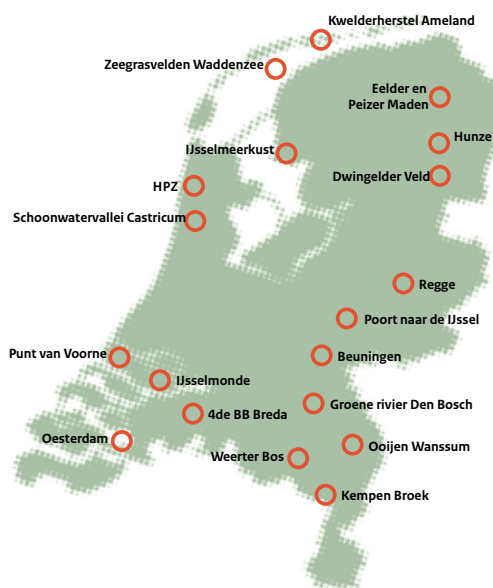 Kwelderherstel Ameland
Zeegrasvelden Waddenzee
Eelder en
Peizer Maden
Hunze
IJsselmeerkust
Dwingelder Veld
HPZ
Schoonwatervallei Castricum
Regge
Poort naar de IJssel
Punt van Voorne
Beuningen
IJsselmonde
Groene rivier Den Bosch
4de BB Breda
Oesterdam
Ooijen Wanssum
Weerter Bos
Kempen Broek